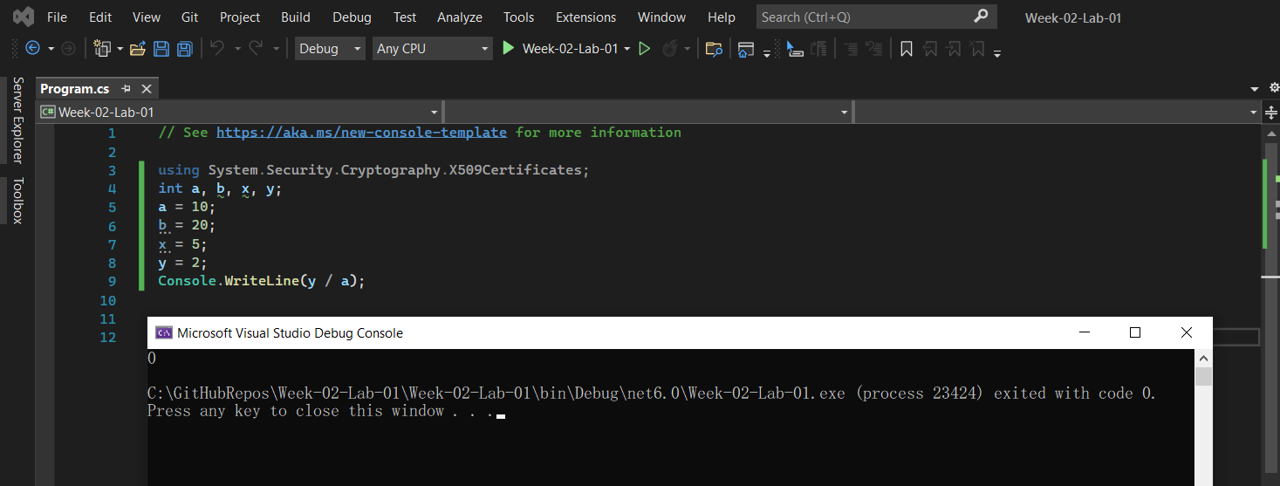 File Edit View Git Project Build Debug Test Analyze Tools Extensions Window Help Search (Ctrl+Q) Week-02-Lab-01
Debug Any CPU Week-02-Lab-01
Server Explorer
Toolbox
Program.cs
C# Week-02-Lab-01
1 // See https://aka.ms/new-console-template for more information
2
3 using System.Security.Cryptography.X509Certificates;
4 int a, b, x, y;
5 a = 10;
6 b = 20;
7 x = 5;
8 y = 2;
9 Console.WriteLine(y / a);
10
11
12
C:\ Microsoft Visual Studio Debug Console
0
C:\GitHubRepos\Week-02-Lab-01\Week-02-Lab-01\bin\Debug\net6.0\Week-02-Lab-01.exe (process 23424) exited with code 0.
Press any key to close this window . . .